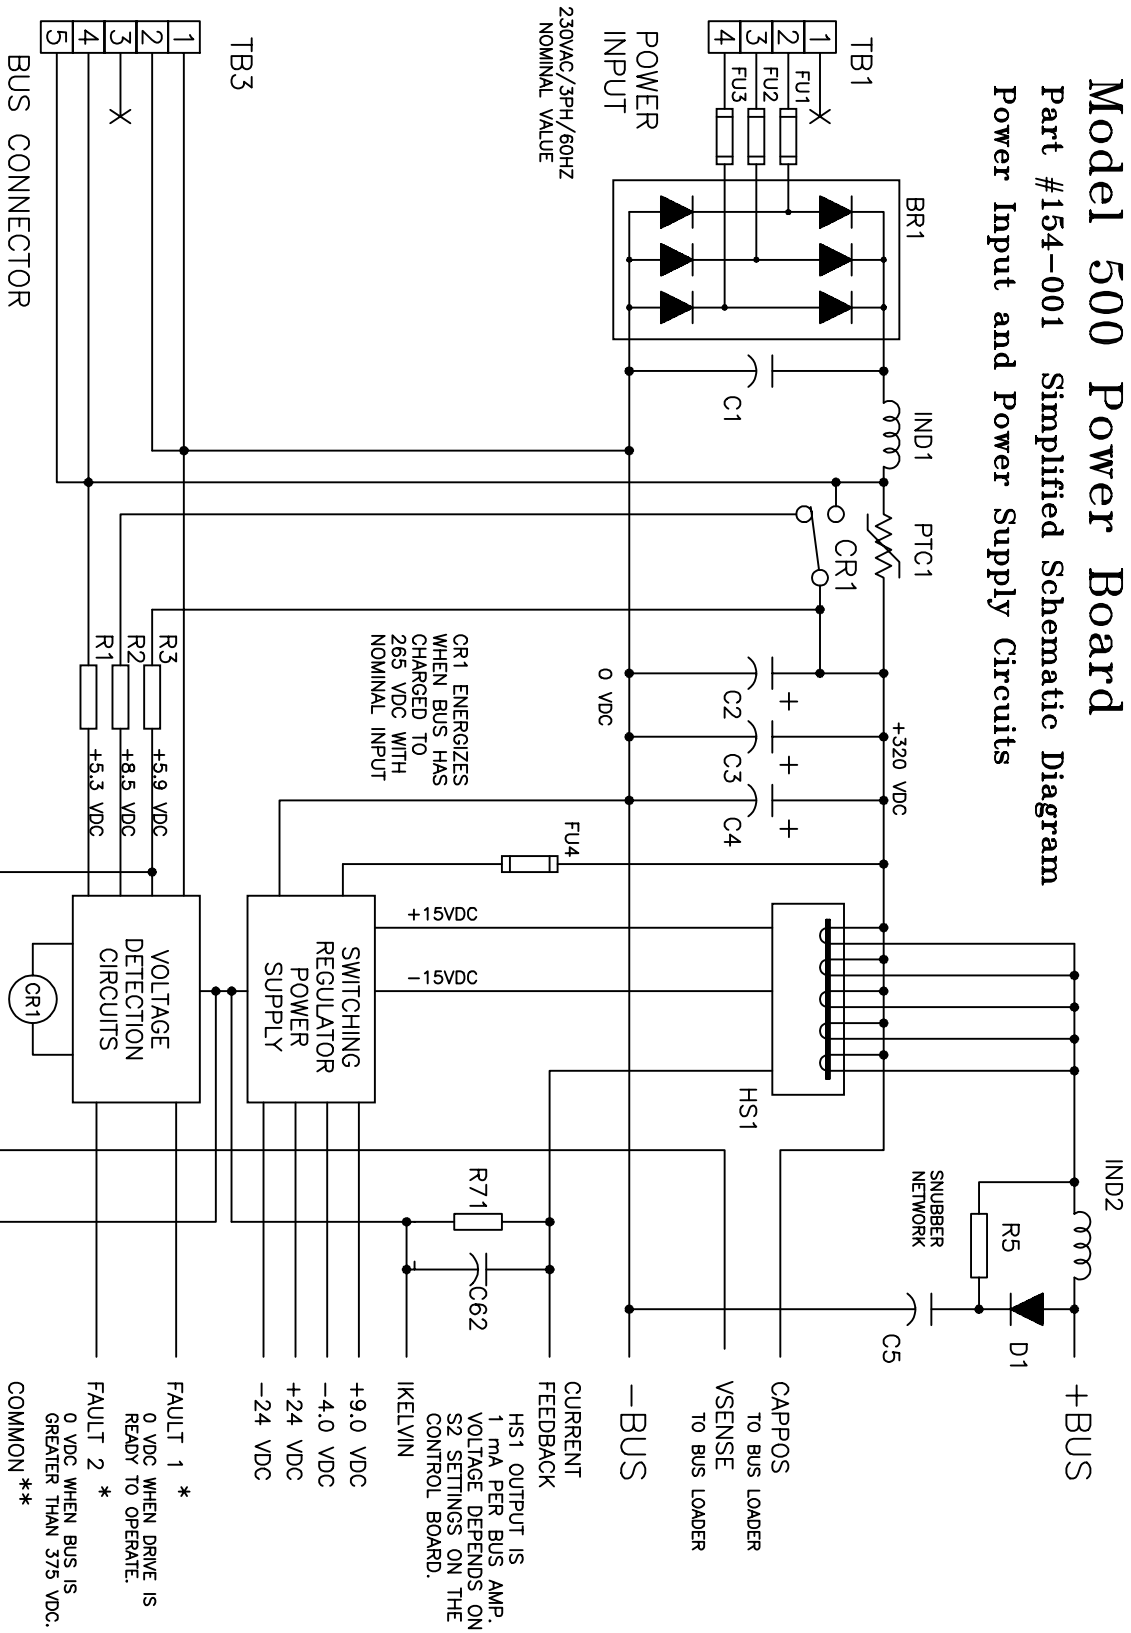 Model 500 Power Board
Part #154-001 Simplified Schematic Diagram
Power Input and Power Supply Circuits
TB1
1
2
3
4
FU1
FU2
FU3
POWER
INPUT
230VAC/3PH/60HZ
NOMINAL VALUE
BR1
C1
IND1
PTC1
CR1
CR1 ENERGIZES
WHEN BUS HAS
CHARGED TO
265 VDC WITH
NOMINAL INPUT
+320 VDC
0 VDC
C2
+
C3
+
C4
+
FU4
HS1
+15VDC
-15VDC
IND2
SNUBBER
NETWORK
R5
D1
C5
+BUS
CAPPOS
TO BUS LOADER
VSENSE
TO BUS LOADER
-BUS
CURRENT
FEEDBACK
HS1 OUTPUT IS
1 mA PER BUS AMP.
VOLTAGE DEPENDS ON
S2 SETTINGS ON THE
CONTROL BOARD.
IKELVIN
R71
C62
SWITCHING
REGULATOR
POWER
SUPPLY
+9.0 VDC
-4.0 VDC
+24 VDC
-24 VDC
TB3
1
2
3
4
5
BUS CONNECTOR
R3
R2
R1
+5.9 VDC
+8.5 VDC
+5.3 VDC
VOLTAGE
DETECTION
CIRCUITS
CR1
FAULT 1 *
0 VDC WHEN DRIVE IS
READY TO OPERATE.
FAULT 2 *
0 VDC WHEN BUS IS
GREATER THAN 375 VDC.
COMMON **